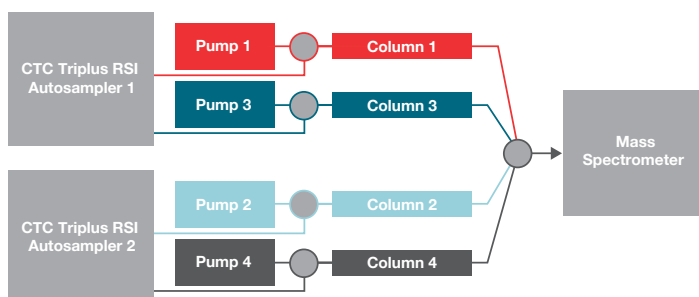 CTC Triplus RSI
Autosampler 1
Pump 1
Column 1
Pump 3
Column 3
Mass
Spectrometer
CTC Triplus RSI
Autosampler 2
Pump 2
Column 2
Pump 4
Column 4